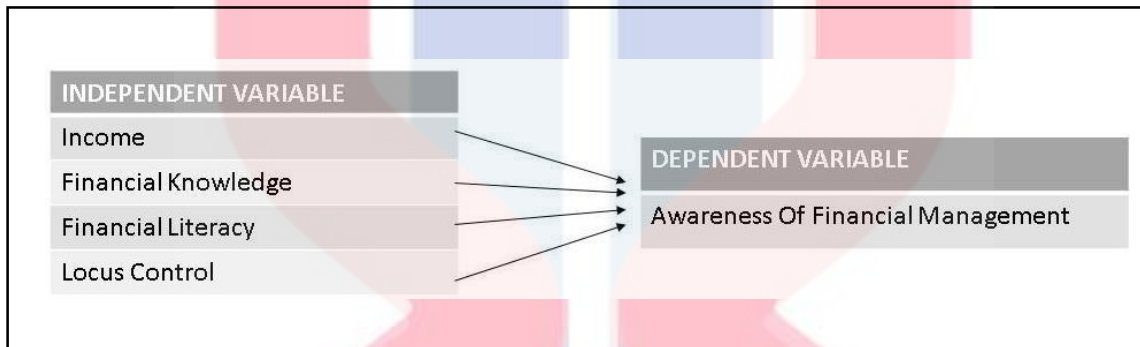 INDEPENDENT VARIABLE
Income
Financial Knowledge
Financial Literacy
Locus Control
DEPENDENT VARIABLE
Awareness Of Financial Management